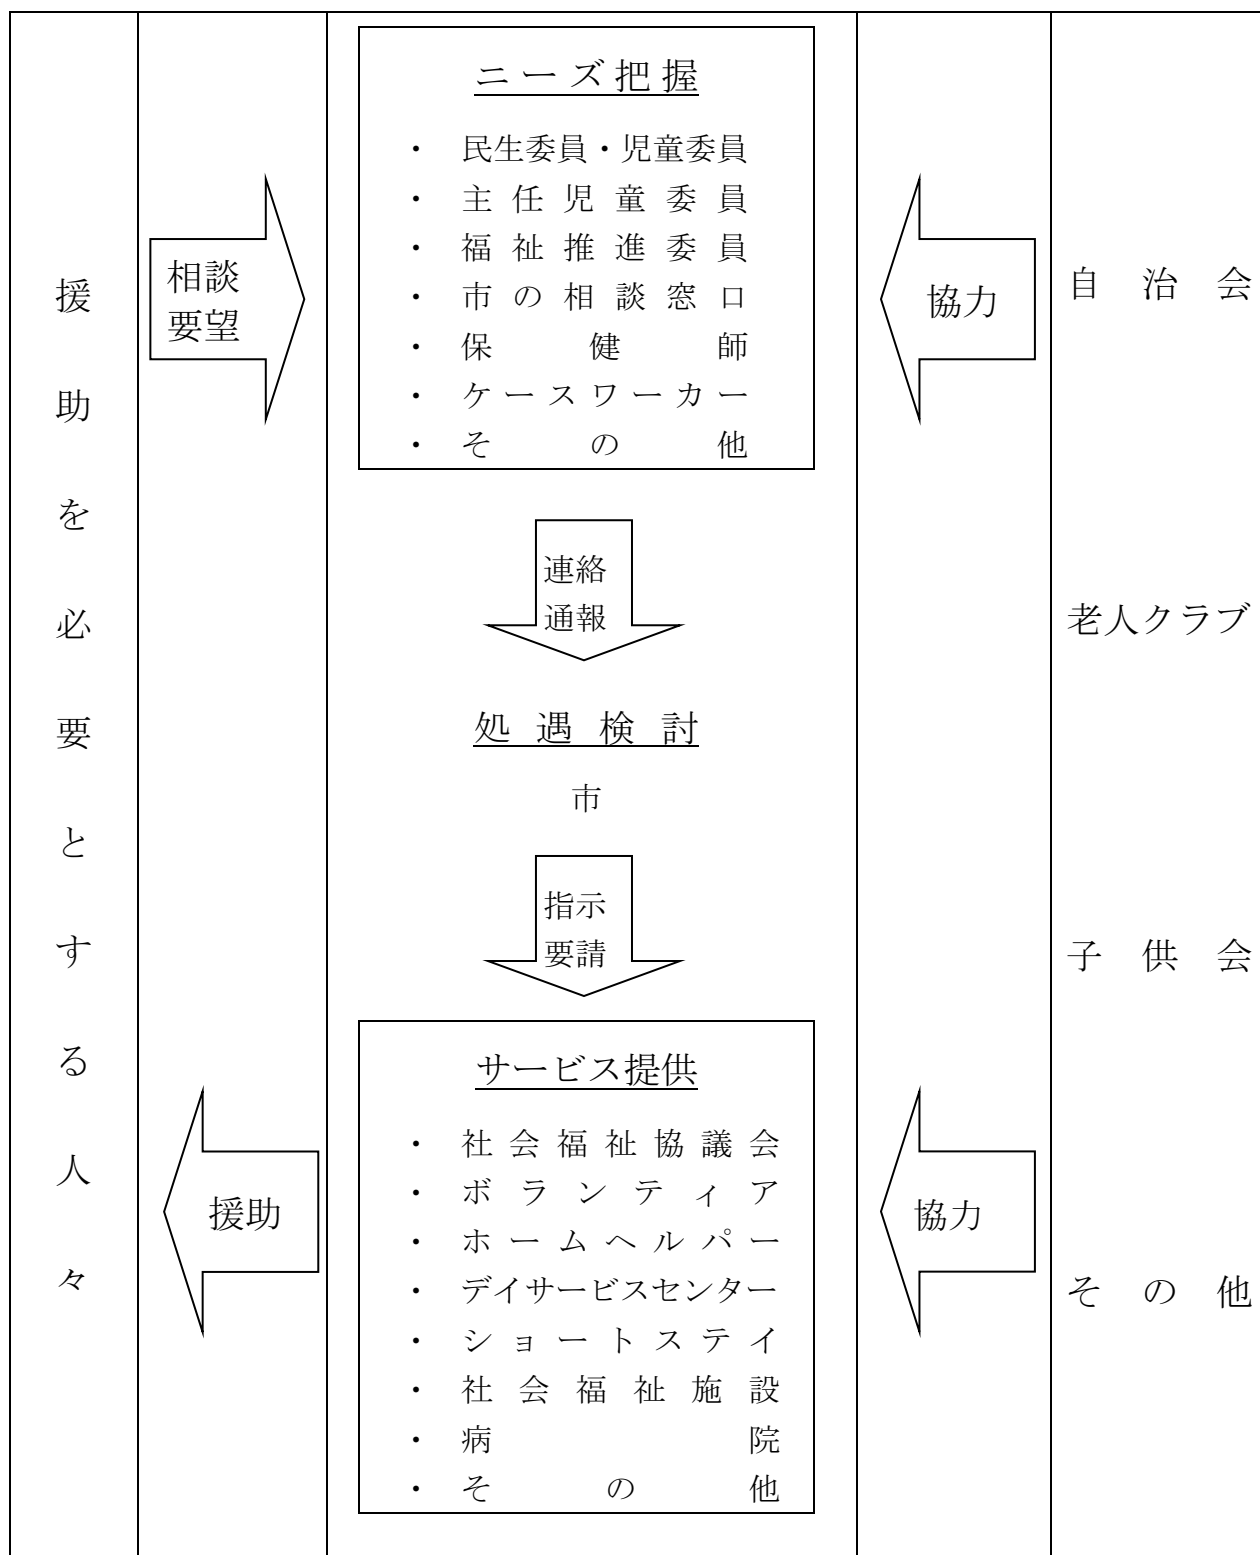 援助を必要とする人々
相談
要望
援助
ニーズ把握
・ 民生委員・児童委員
・ 主任児童委員
・ 福祉推進委員
・ 市の相談窓口
・ 保健師
・ ケースワーカー
・ その他
連絡
通報
処遇検討
市
指示
要請
サービス提供
・ 社会福祉協議会
・ ボランティア
・ ホームヘルパー
・ デイサービスセンター
・ ショートステイ
・ 社会福祉施設
・ 病院
・ その他
協力
協力
自治会
老人クラブ
子供会
その他